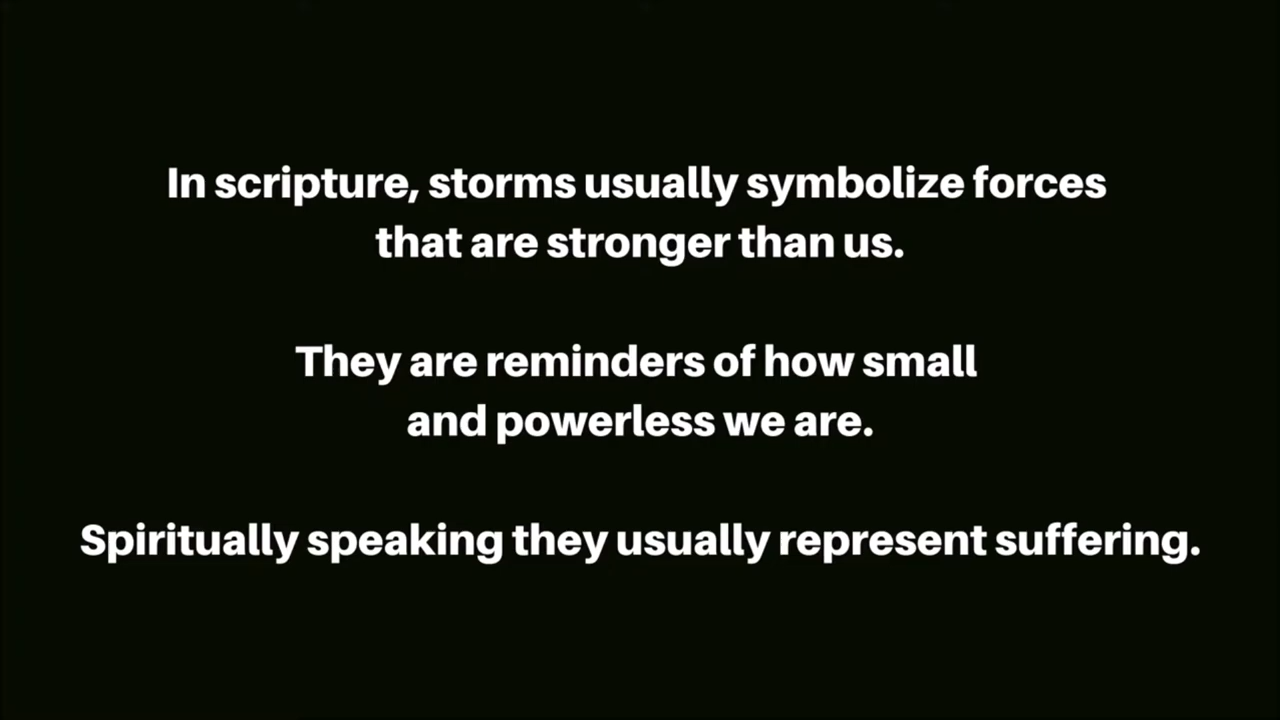 In scripture, storms usually symbolize forces
that are stronger than us.
They are reminders of how small
and powerless we are.
Spiritually speaking they usually represent suffering.